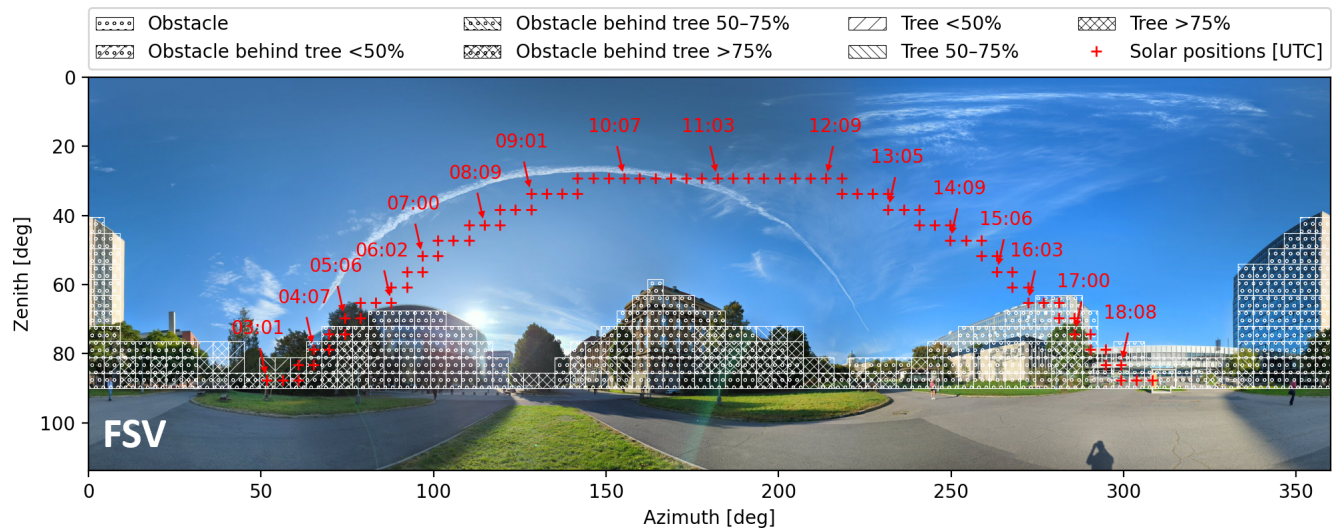 Obstacle
Obstacle behind tree <50%
Obstacle behind tree 50–75%
Obstacle behind tree >75%
Tree <50%
Tree 50–75%
Tree >75%
Solar positions [UTC]
Zenith [deg]
0
20
40
60
80
100
03:01
04:07
05:06
06:02
07:00
08:09
09:01
10:07
11:03
12:09
13:05
14:09
15:06
16:03
17:00
18:08
FSV
0
50
100
150
200
250
300
350
Azimuth [deg]